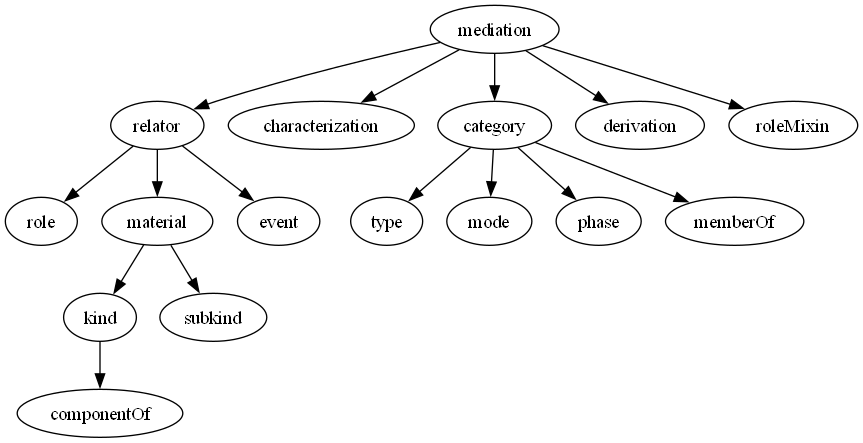 mediation
relator
characterization
category
derivation
roleMixin
role
material
event
type
mode
phase
memberOf
kind
subkind
componentOf